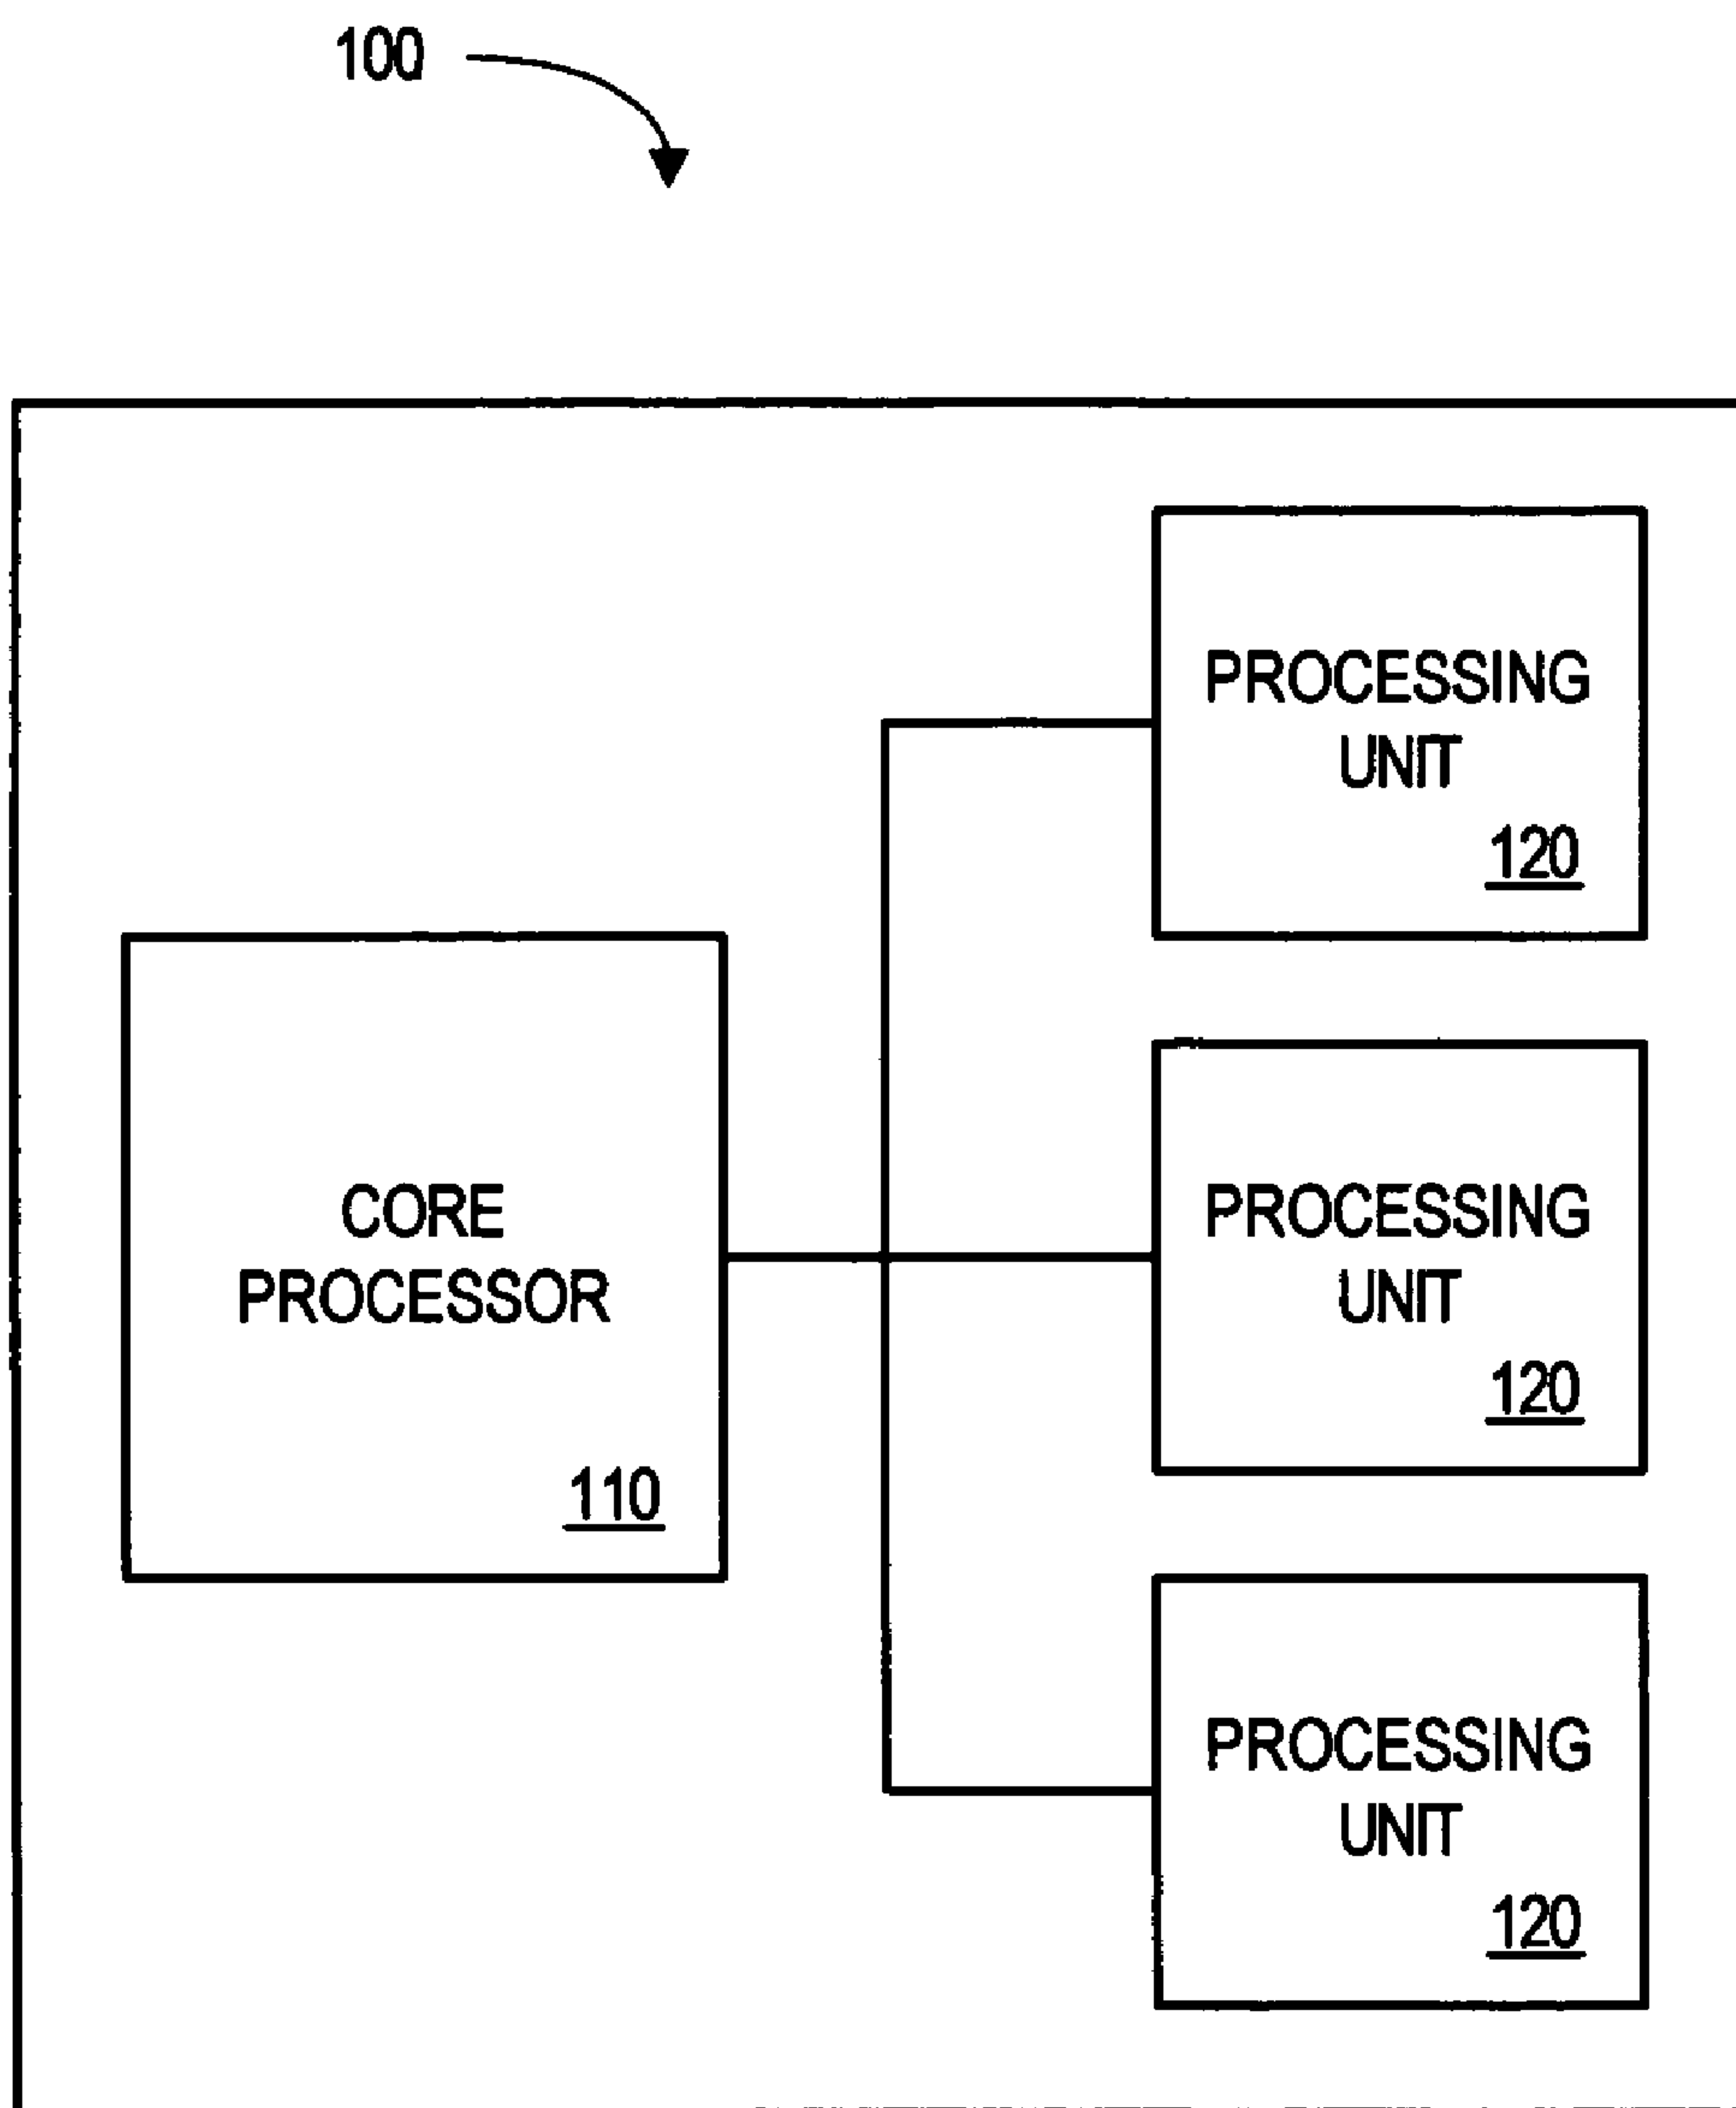 100
PROCESSING
UNIT
120
CORE
PROCESSOR
110
PROCESSING
UNIT
120
PROCESSING
UNIT
120